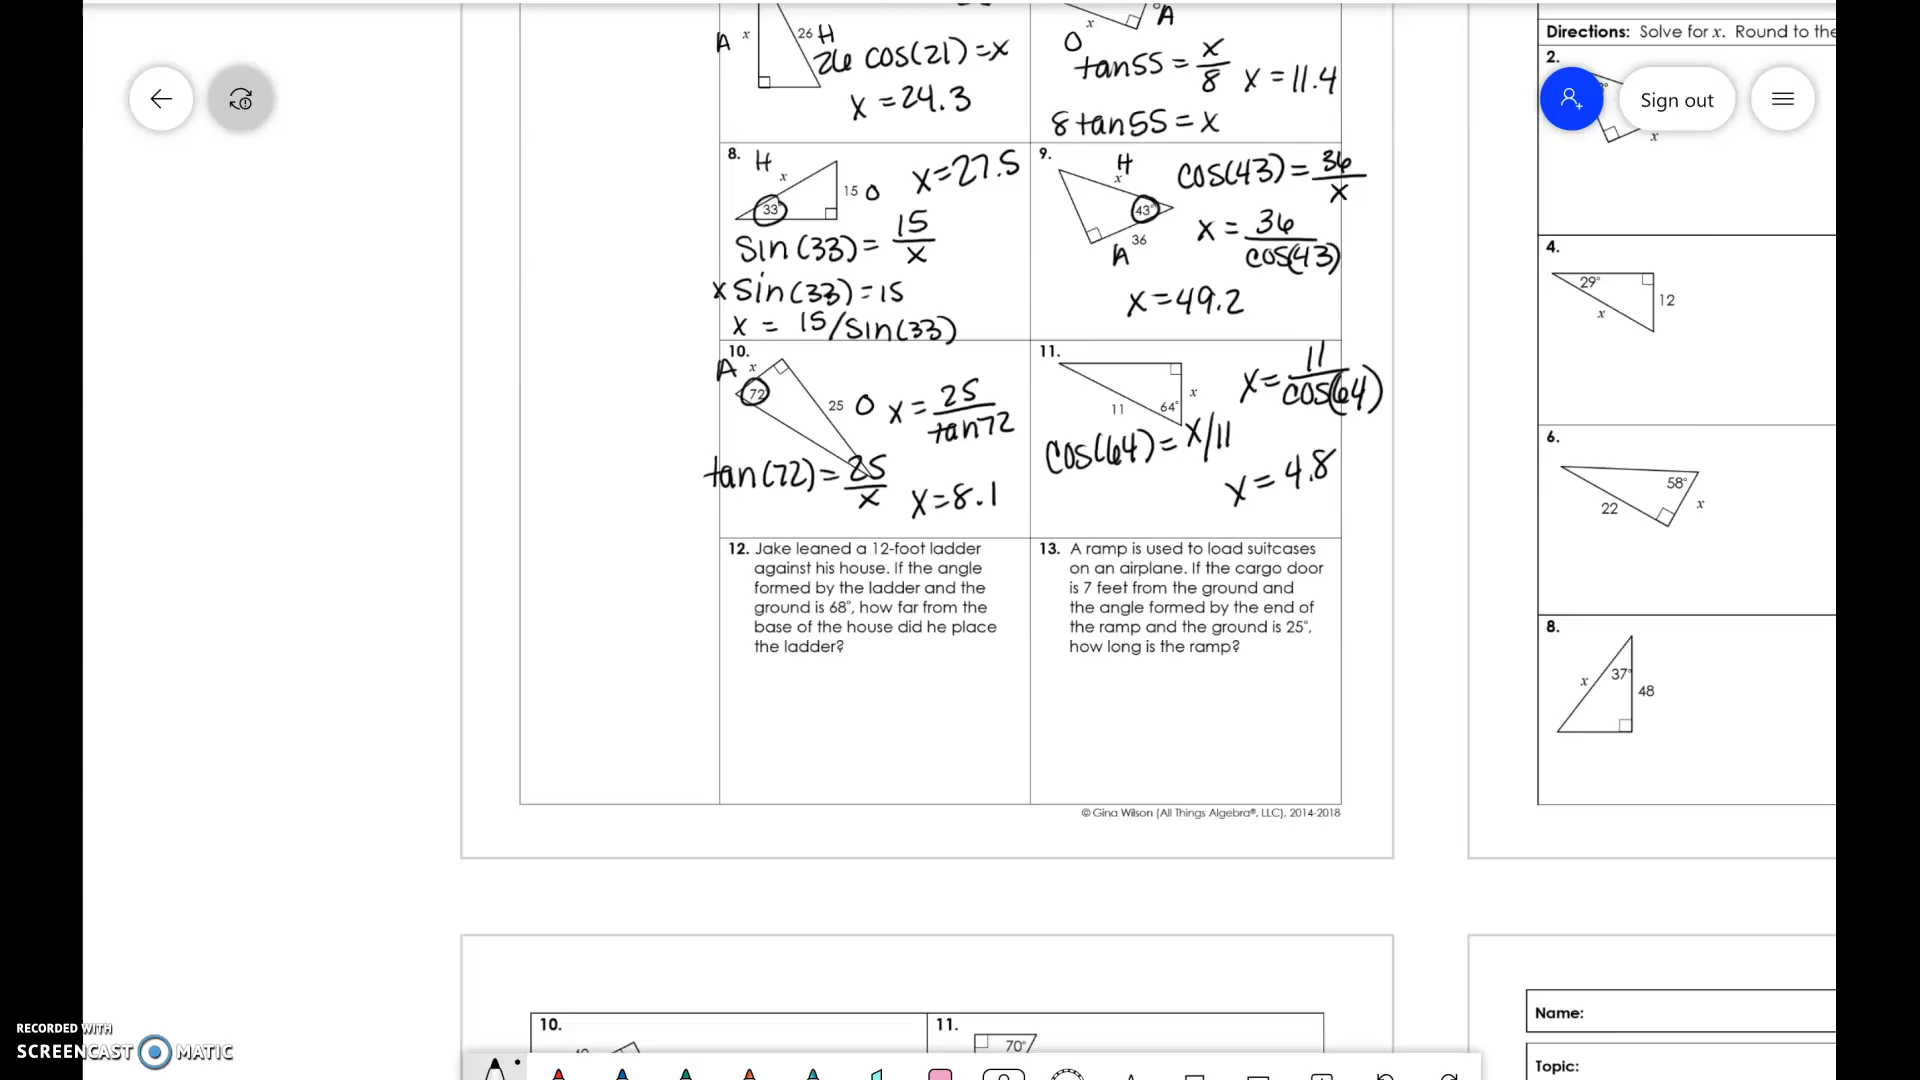 A x 26 H
26 cos(21) = x
x = 24.3
x A
O
tan55 = x/8 x = 11.4
8 tan55 = x
8. H x
33° 15 O
x = 27.5
sin(33) = 15/x
x sin(33) = 15
x = 15/sin(33)
9. H x
43°
36
A
cos(43) = 36/x
x = 36/cos(43)
x = 49.2
10.
A x
72
25 O
x = 25/tan72
tan(72) = 25/x
x = 8.1
11.
x
11 64°
x = 11/cos(64)
cos(64) = x/11
x = 4.8
12. Jake leaned a 12-foot ladder
against his house. If the angle
formed by the ladder and the
ground is 68°, how far from the
base of the house did he place
the ladder?
13. A ramp is used to load suitcases
on an airplane. If the cargo door
is 7 feet from the ground and
the angle formed by the end of
the ramp and the ground is 25°,
how long is the ramp?
© Gina Wilson (All Things Algebra®, LLC), 2014-2018
10.
11.
70°
Directions: Solve for x. Round to the
2.
x
Sign out
4.
29°
12
x
6.
58°
22 x
8.
x 37°
48
Name:
Topic:
RECORDED WITH
SCREENCAST MATIC